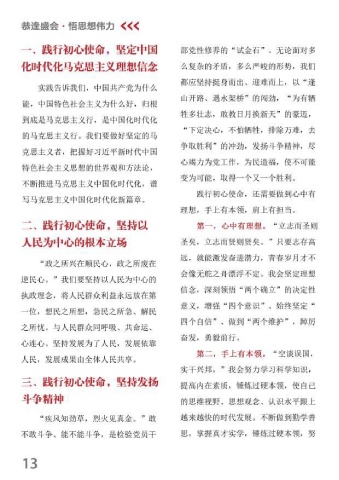 恭逢盛会·悟思想伟力 <<<
一、践行初心使命，坚定中国
化时代化马克思主义理想信念
实践告诉我们，中国共产党为什么
能，中国特色社会主义为什么好，归根
到底是马克思主义行，是中国化时代化
的马克思主义行。我们要做好坚定的马
克思主义者，把握好习近平新时代中国
特色社会主义思想的世界观和方法论，
不断推进马克思主义中国化时代化，谱
写马克思主义中国化时代化新篇章。
二、践行初心使命，坚持以
人民为中心的根本立场
“政之所兴在顺民心，政之所废在
逆民心。”我们要坚持以人民为中心的
执政理念，将人民群众利益永远放在第
一位，想民之所想，急民之所急、解民
之所忧，与人民群众同呼吸、共命运、
心连心。坚持发展为了人民，发展依靠
人民，发展成果由全体人民共享。
三、践行初心使命，坚持发扬
斗争精神
“疾风知劲草，烈火见真金。”敢
不敢斗争、能不能斗争，是检验党员干
部党性修养的“试金石”。无论面对多
么复杂的矛盾，多么严峻的形势，我们
都应坚持挺身而出、迎难而上，以“逢
山开路、遇水架桥”的闯劲，“为有牺
牲多壮志，敢教日月换新天”的豪迈，
“下定决心，不怕牺牲，排除万难，去
争取胜利”的冲劲，发扬斗争精神，尽
心竭力为党工作，为民造福，使不可能
变为可能，取得一个又一个胜利。
践行初心使命，还需要做到心中有
理想，手上有本领，肩上有担当。
第一，心中有理想。“立志而圣则
圣矣，立志而贤则贤矣。”只要志存高
远，就能激发奋进潜力，青春岁月才不
会像无舵之舟漂浮不定。我会坚定理想
信念，深刻领悟“两个确立”的决定性
意义，增强“四个意识”、始终坚定“
四个自信”、做到“两个维护”，踔厉
奋发，勇毅前行。
第二，手上有本领。“空谈误国，
实干兴邦，”我会努力学习科学知识，
提高内在素质，锤炼过硬本领，使自己
的思维视野、思想观念、认识水平跟上
越来越快的时代发展。不断做到勤学善
思，掌握真才实学，锤炼过硬本领，努
13